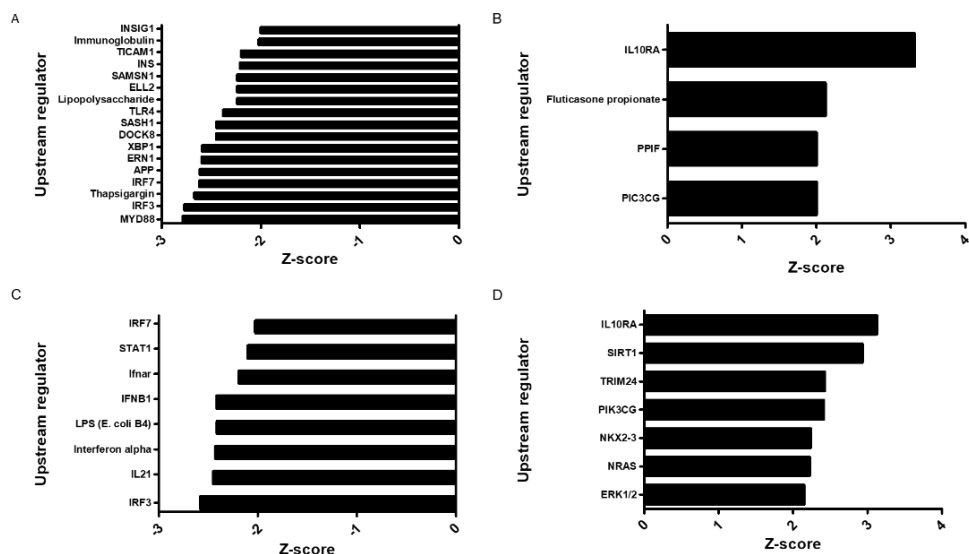 A
Upstream regulator
INSIG1
Immunoglobulin
TICAM1
INS
SAMSN1
ELL2
Lipopolysaccharide
TLR4
SASH1
DOCK8
XBP1
ERN1
APP
IRF7
Thapsigargin
IRF3
MYD88
-3
-2
-1
0
Z-score
B
Upstream regulator
IL10RA
Fluticasone propionate
PPIF
PIC3CG
0
1
2
3
4
Z-score
C
Upstream regulator
IRF7
STAT1
Ifnar
IFNB1
LPS (E. coli B4)
Interferon alpha
IL21
IRF3
-3
-2
-1
0
Z-score
D
Upstream regulator
IL10RA
SIRT1
TRIM24
PIK3CG
NKX2-3
NRAS
ERK1/2
0
1
2
3
4
Z-score